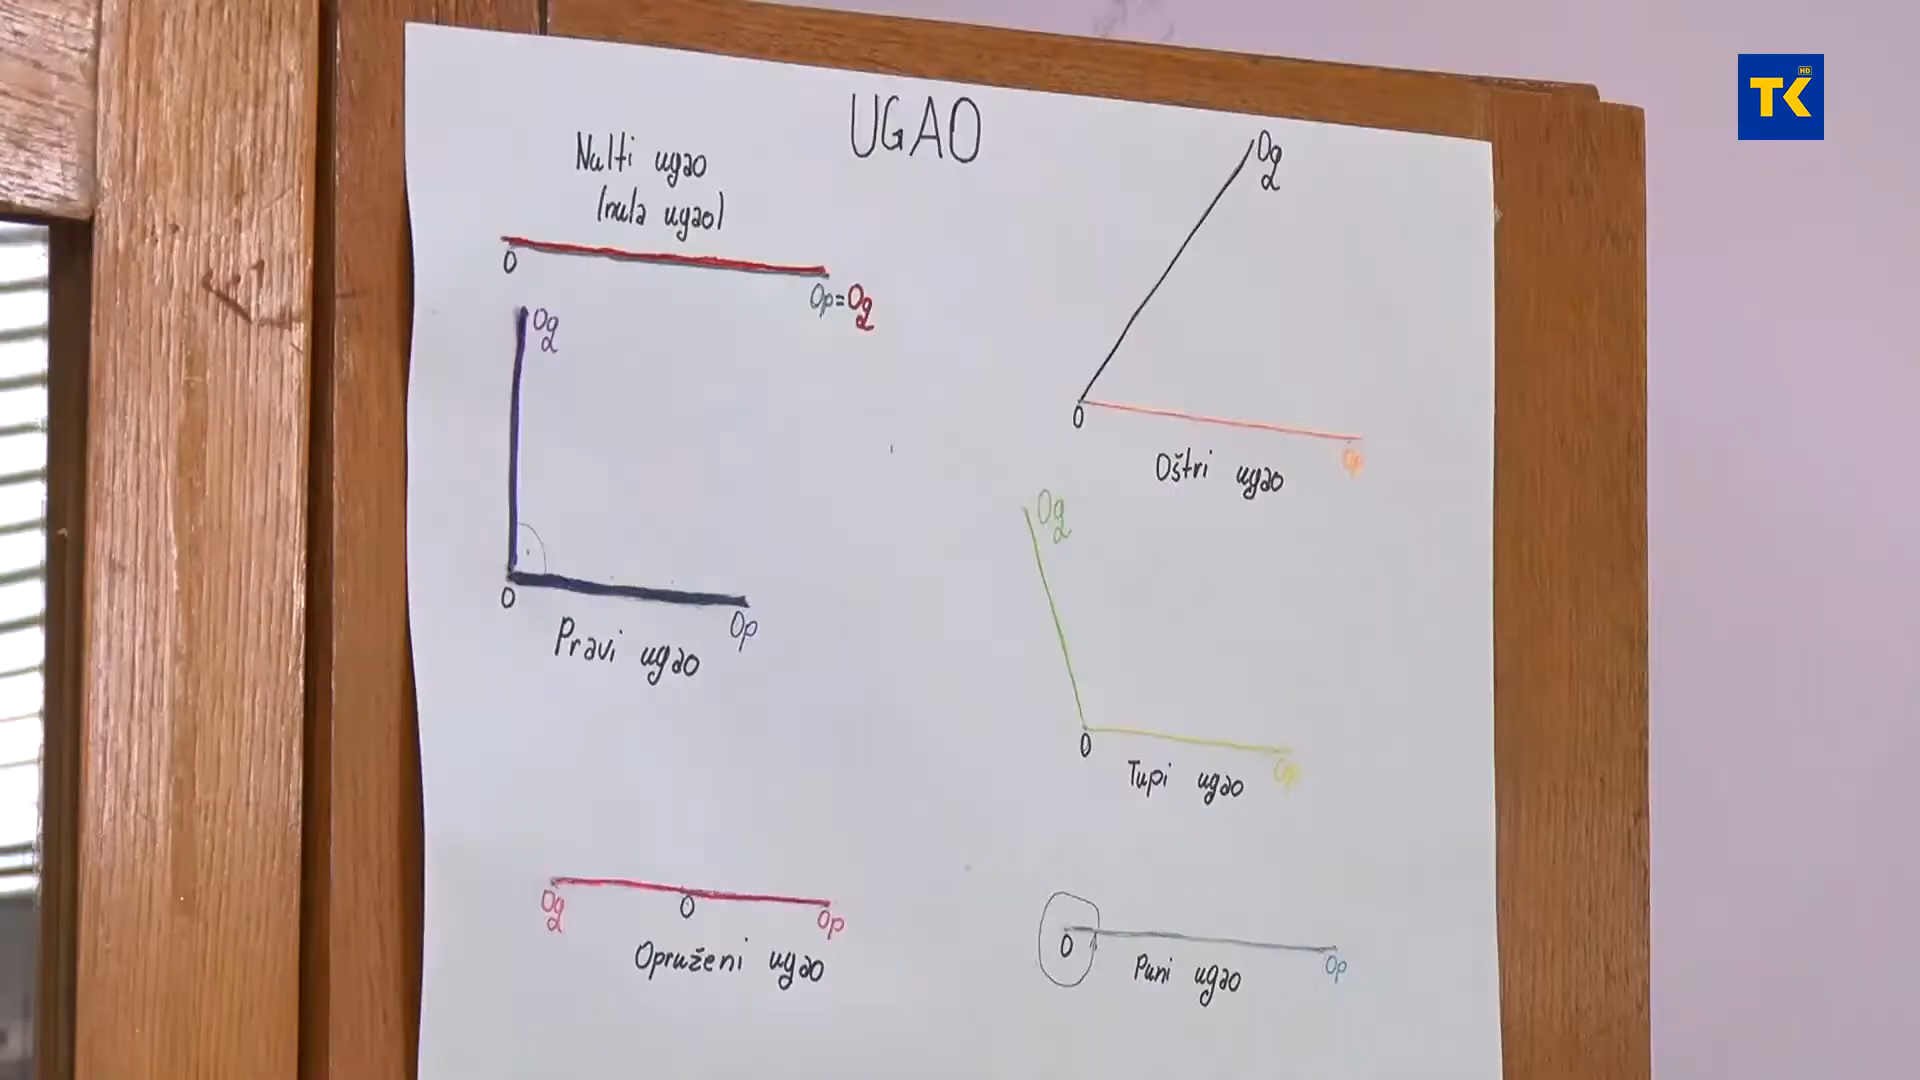 UGAO
Nulti ugao
(nula ugao)
O
Op=Oq
Oq
O
Op
Pravi ugao
Oq
O
Op
Oštri ugao
Oq
O
Op
Tupi ugao
Oq
O
Op
Opruženi ugao
O
Op
Puni ugao
TK
HD